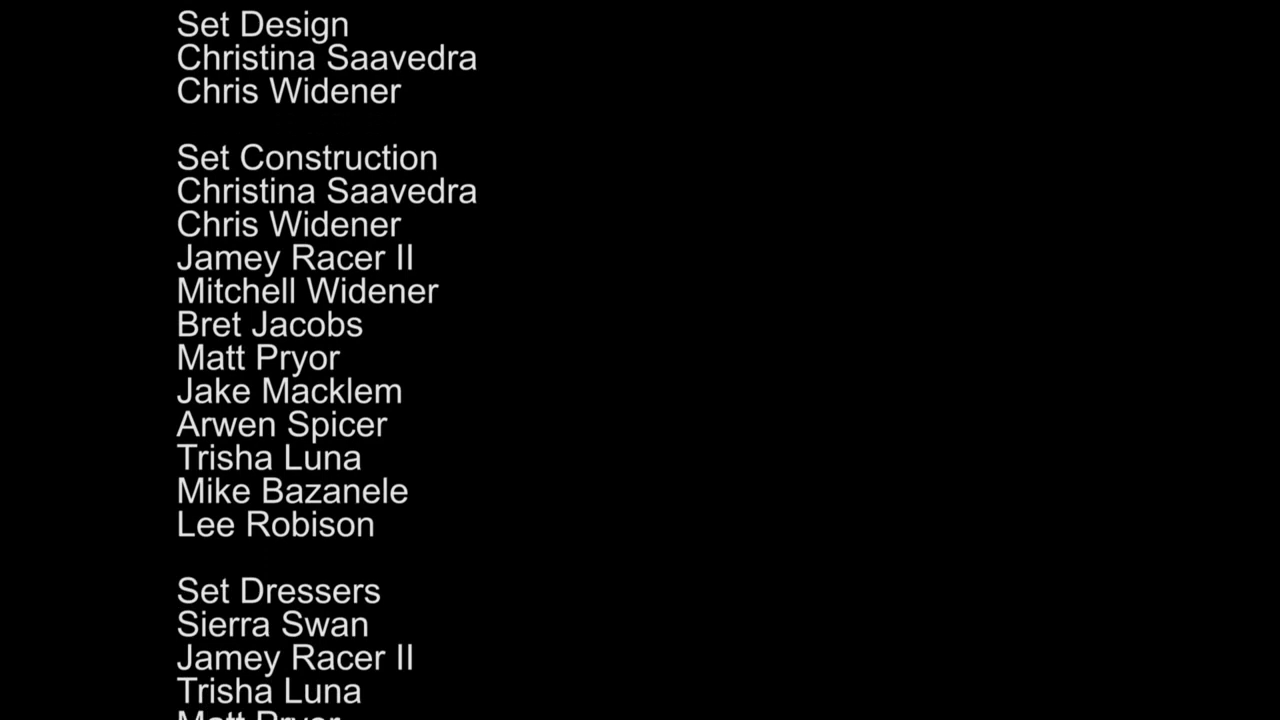 Set Design
Christina Saavedra
Chris Widener
Set Construction
Christina Saavedra
Chris Widener
Jamey Racer II
Mitchell Widener
Bret Jacobs
Matt Pryor
Jake Macklem
Arwen Spicer
Trisha Luna
Mike Bazanele
Lee Robison
Set Dressers
Sierra Swan
Jamey Racer II
Trisha Luna
Matt Pryor